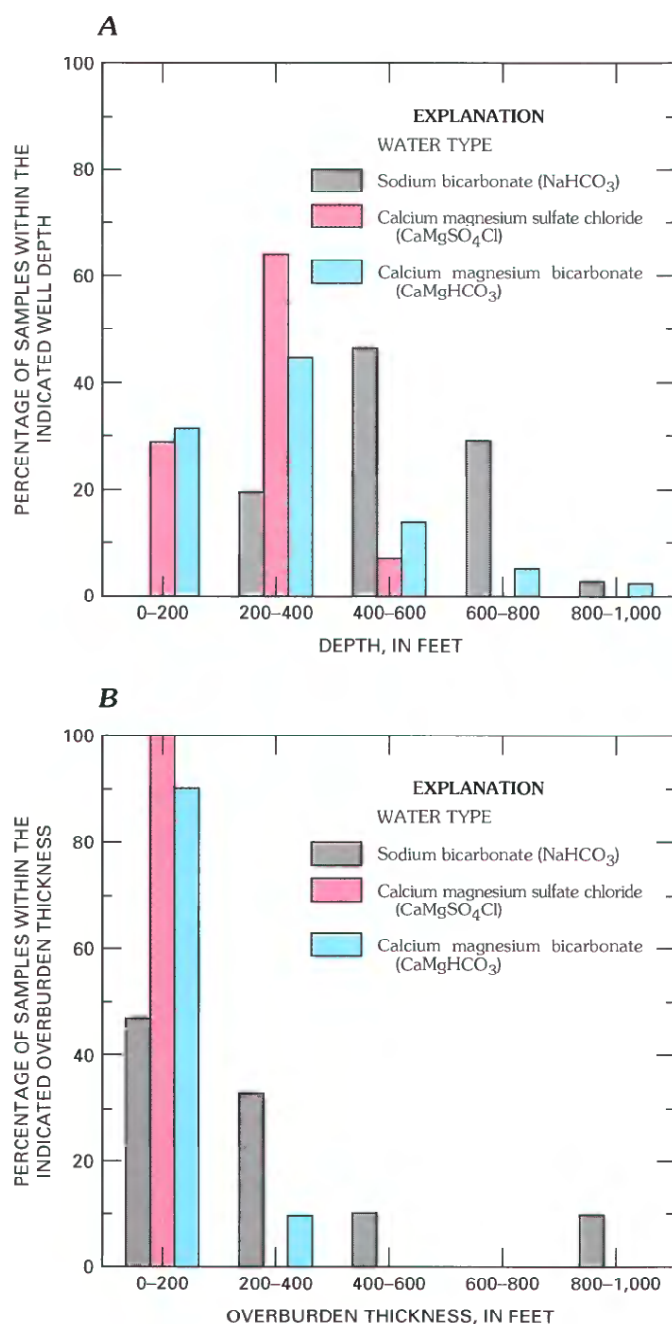 A
PERCENTAGE OF SAMPLES WITHIN THE
INDICATED WELL DEPTH
100
80
60
40
20
0
EXPLANATION
WATER TYPE
Sodium bicarbonate (NaHCO₃)
Calcium magnesium sulfate chloride
(CaMgSO₄Cl)
Calcium magnesium bicarbonate
(CaMgHCO₃)
0–200 200–400 400–600 600–800 800–1,000
DEPTH, IN FEET
B
PERCENTAGE OF SAMPLES WITHIN THE
INDICATED OVERBURDEN THICKNESS
100
80
60
40
20
0
EXPLANATION
WATER TYPE
Sodium bicarbonate (NaHCO₃)
Calcium magnesium sulfate chloride
(CaMgSO₄Cl)
Calcium magnesium bicarbonate
(CaMgHCO₃)
0–200 200–400 400–600 600–800 800–1,000
OVERBURDEN THICKNESS, IN FEET